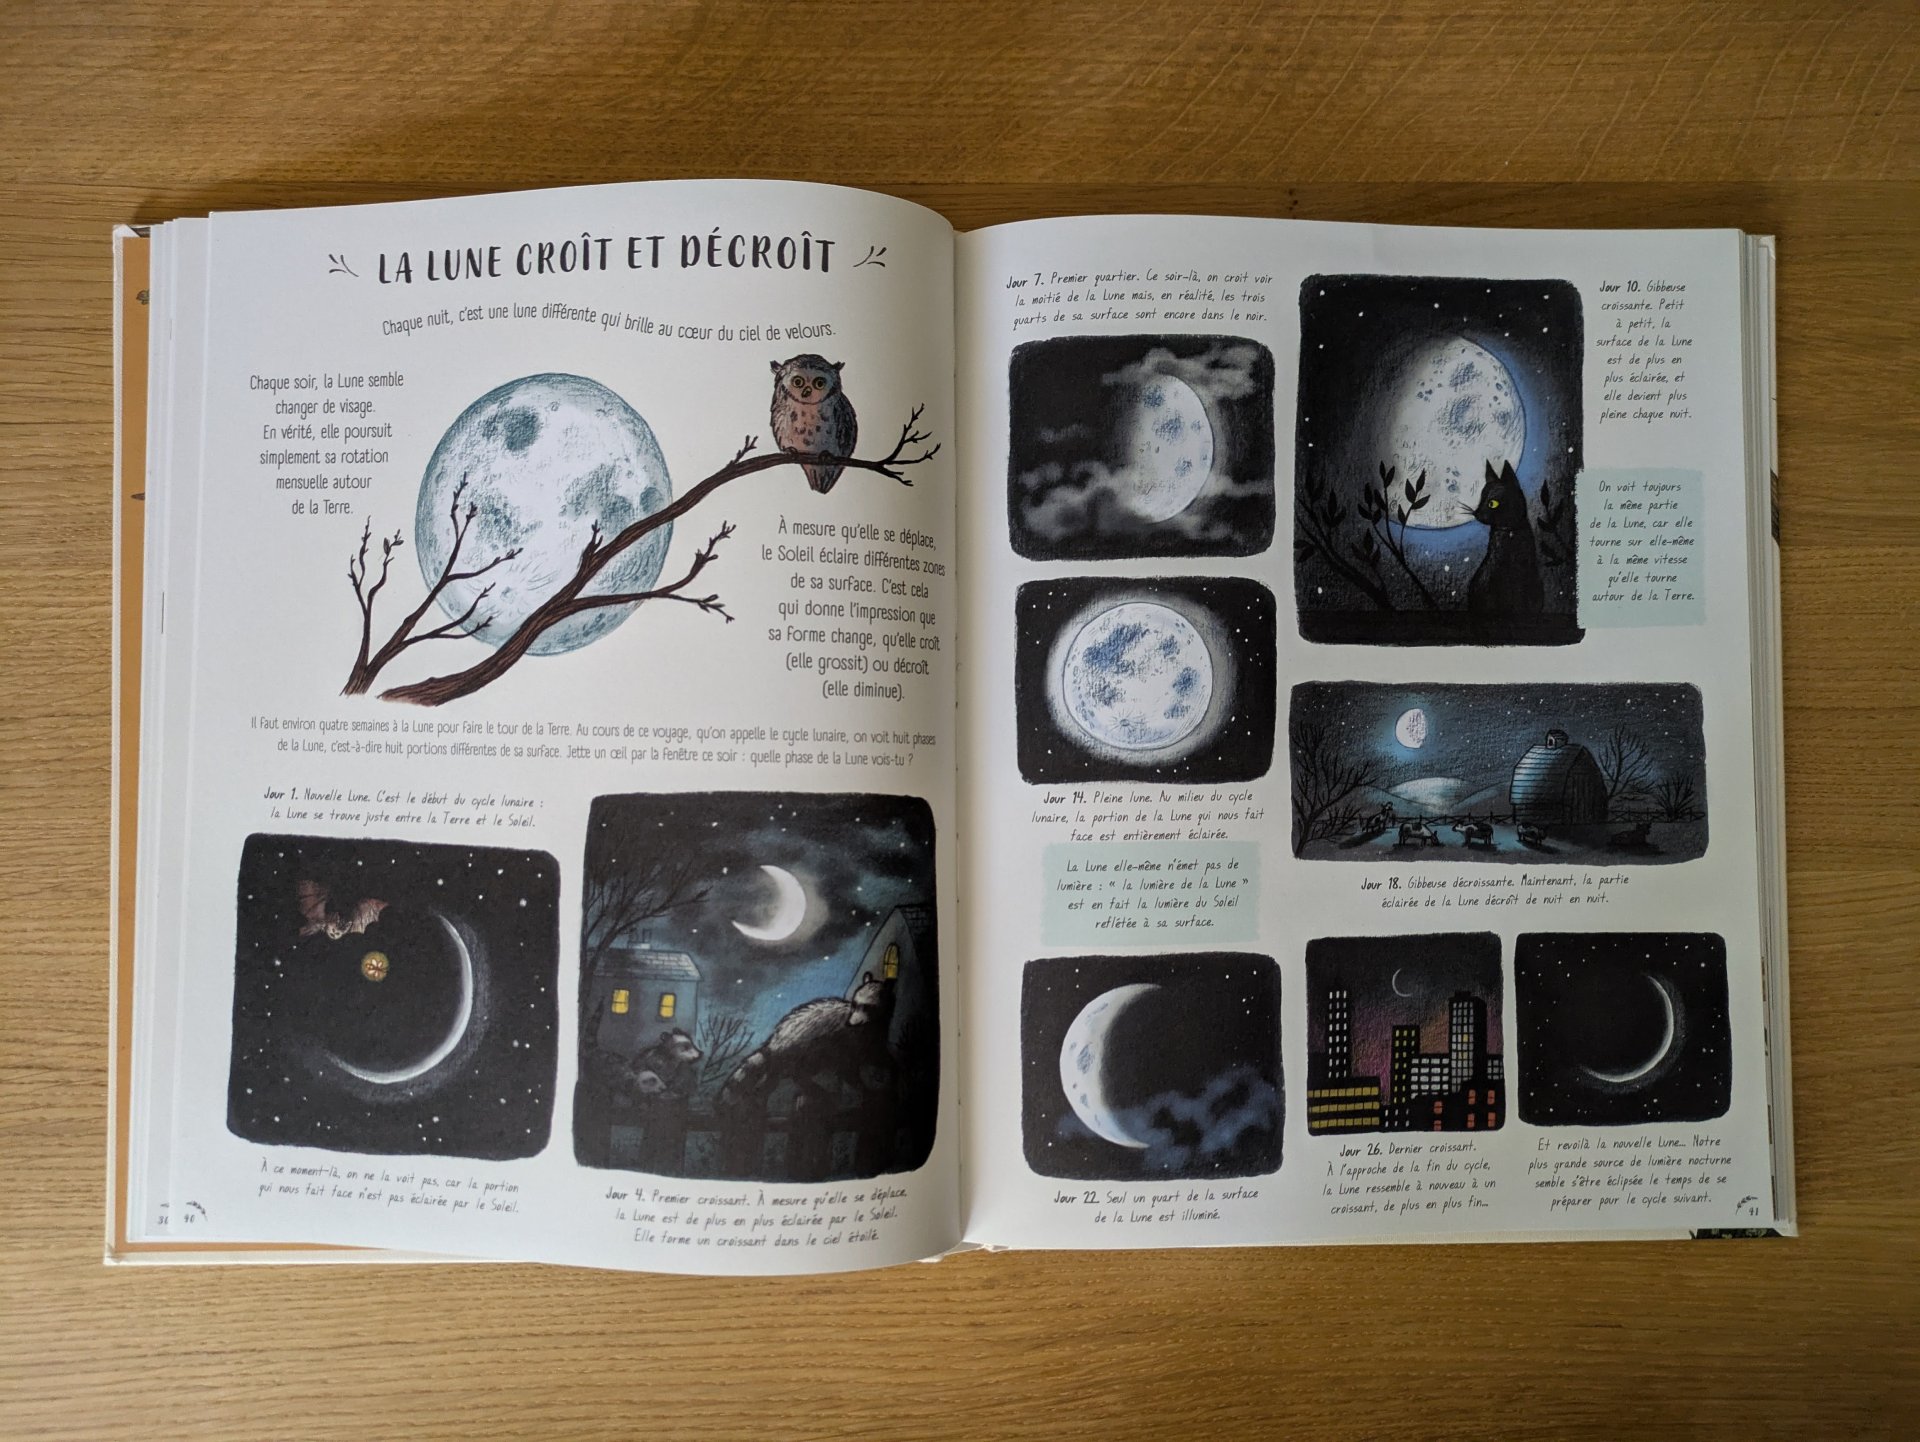 LA LUNE CROÎT ET DÉCROÎT
Chaque nuit, c'est une lune différente qui brille au cœur du ciel de velours.
Chaque soir, la Lune semble
changer de visage.
En vérité, elle poursuit
simplement sa rotation
mensuelle autour
de la Terre.
À mesure qu'elle se déplace,
le Soleil éclaire différentes zones
de sa surface. C'est cela
qui donne l'impression que
sa forme change, qu'elle croît
(elle grossit) ou décroît
(elle diminue).
Il faut environ quatre semaines à la Lune pour faire le tour de la Terre. Au cours de ce voyage, qu'on appelle le cycle lunaire, on voit huit phases
de la Lune, c'est-à-dire huit portions différentes de sa surface. Jette un œil par la fenêtre ce soir : quelle phase de la Lune vois-tu ?
Jour 1. Nouvelle Lune. C'est le début du cycle lunaire :
la Lune se trouve juste entre la Terre et le Soleil.
À ce moment-là, on ne la voit pas, car la portion
qui nous fait face n'est pas éclairée par le Soleil.
Jour 4. Premier croissant. À mesure qu'elle se déplace,
la Lune est de plus en plus éclairée par le Soleil.
Elle forme un croissant dans le ciel étoilé.
40
Jour 7. Premier quartier. Ce soir-là, on croit voir
la moitié de la Lune mais, en réalité, les trois
quarts de sa surface sont encore dans le noir.
Jour 10. Gibbeuse
croissante. Petit
à petit, la
surface de la Lune
est de plus en
plus éclairée, et
elle devient plus
pleine chaque nuit.
On voit toujours
la même partie
de la Lune, car elle
tourne sur elle-même
à la même vitesse
qu'elle tourne
autour de la Terre.
Jour 14. Pleine lune. Au milieu du cycle
lunaire, la portion de la Lune qui nous fait
face est entièrement éclairée.
La Lune elle-même n'émet pas de
lumière : « la lumière de la Lune »
est en fait la lumière du Soleil
reflétée à sa surface.
Jour 18. Gibbeuse décroissante. Maintenant, la partie
éclairée de la Lune décroît de nuit en nuit.
Jour 22. Seul un quart de la surface
de la Lune est illuminé.
Jour 26. Dernier croissant.
À l'approche de la fin du cycle,
la Lune ressemble à nouveau à un
croissant, de plus en plus fin...
Et revoilà la nouvelle Lune... Notre
plus grande source de lumière nocturne
semble s'être éclipsée le temps de se
préparer pour le cycle suivant.
41